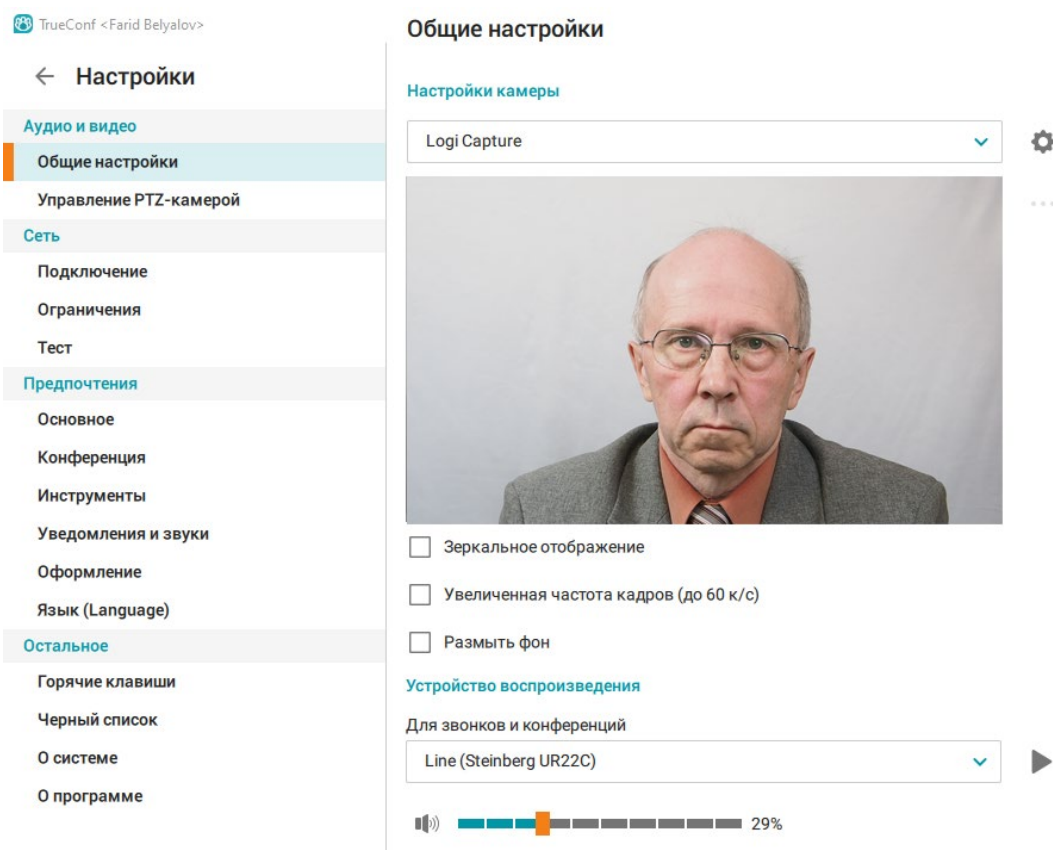 TrueConf <Farid Belyalov>
Настройки
Аудио и видео
Общие настройки
Управление PTZ-камерой
Сеть
Подключение
Ограничения
Тест
Предпочтения
Основное
Конференция
Инструменты
Уведомления и звуки
Оформление
Язык (Language)
Остальное
Горячие клавиши
Черный список
О системе
О программе
Общие настройки
Настройки камеры
Logi Capture
Зеркальное отображение
Увеличенная частота кадров (до 60 к/с)
Размыть фон
Устройство воспроизведения
Для звонков и конференций
Line (Steinberg UR22C)
29%